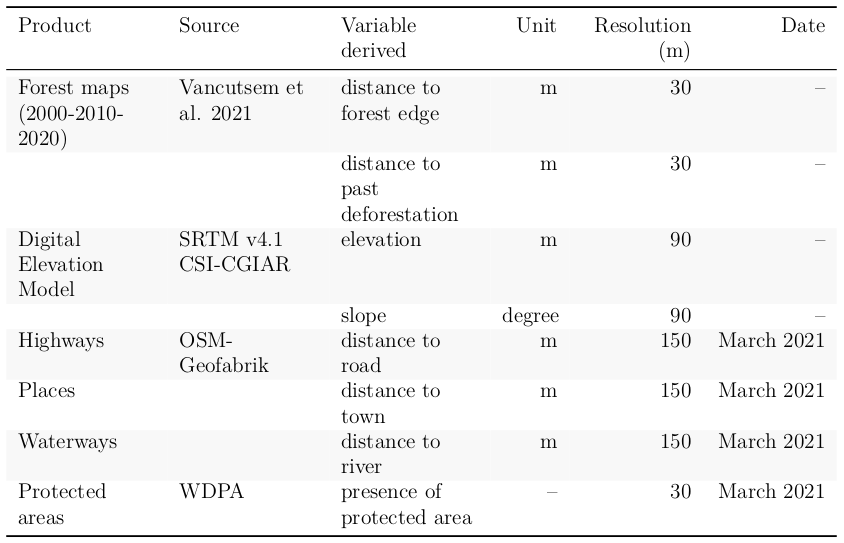 Product Source Variable Unit Resolution Date
derived (m)
Forest maps Vancutsem et distance to m 30 –
(2000-2010- al. 2021 forest edge
2020)
distance to m 30 –
past
deforestation
Digital SRTM v4.1 elevation m 90 –
Elevation CSI-CGIAR
Model
slope degree 90 –
Highways OSM- distance to m 150 March 2021
Geofabrik road
Places distance to m 150 March 2021
town
Waterways distance to m 150 March 2021
river
Protected WDPA presence of – 30 March 2021
areas protected area